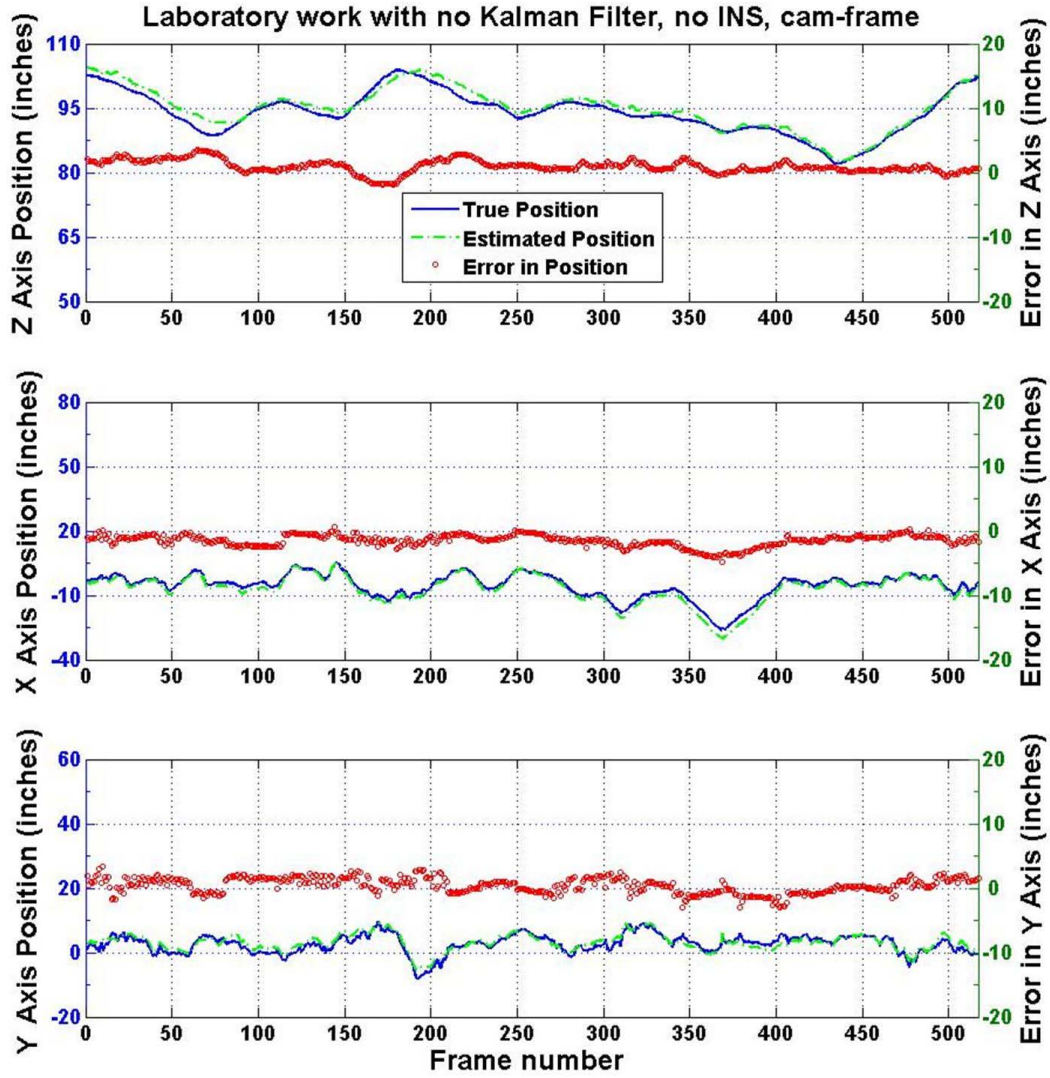 Laboratory work with no Kalman Filter, no INS, cam-frame
Z Axis Position (inches)
110
95
80
65
50
20
10
0
-10
-20
Error in Z Axis (inches)
True Position
Estimated Position
Error in Position
0 50 100 150 200 250 300 350 400 450 500
X Axis Position (inches)
80
50
20
-10
-40
20
10
0
-10
-20
Error in X Axis (inches)
0 50 100 150 200 250 300 350 400 450 500
Y Axis Position (inches)
60
40
20
0
-20
20
10
0
-10
-20
Error in Y Axis (inches)
0 50 100 150 200 250 300 350 400 450 500
Frame number